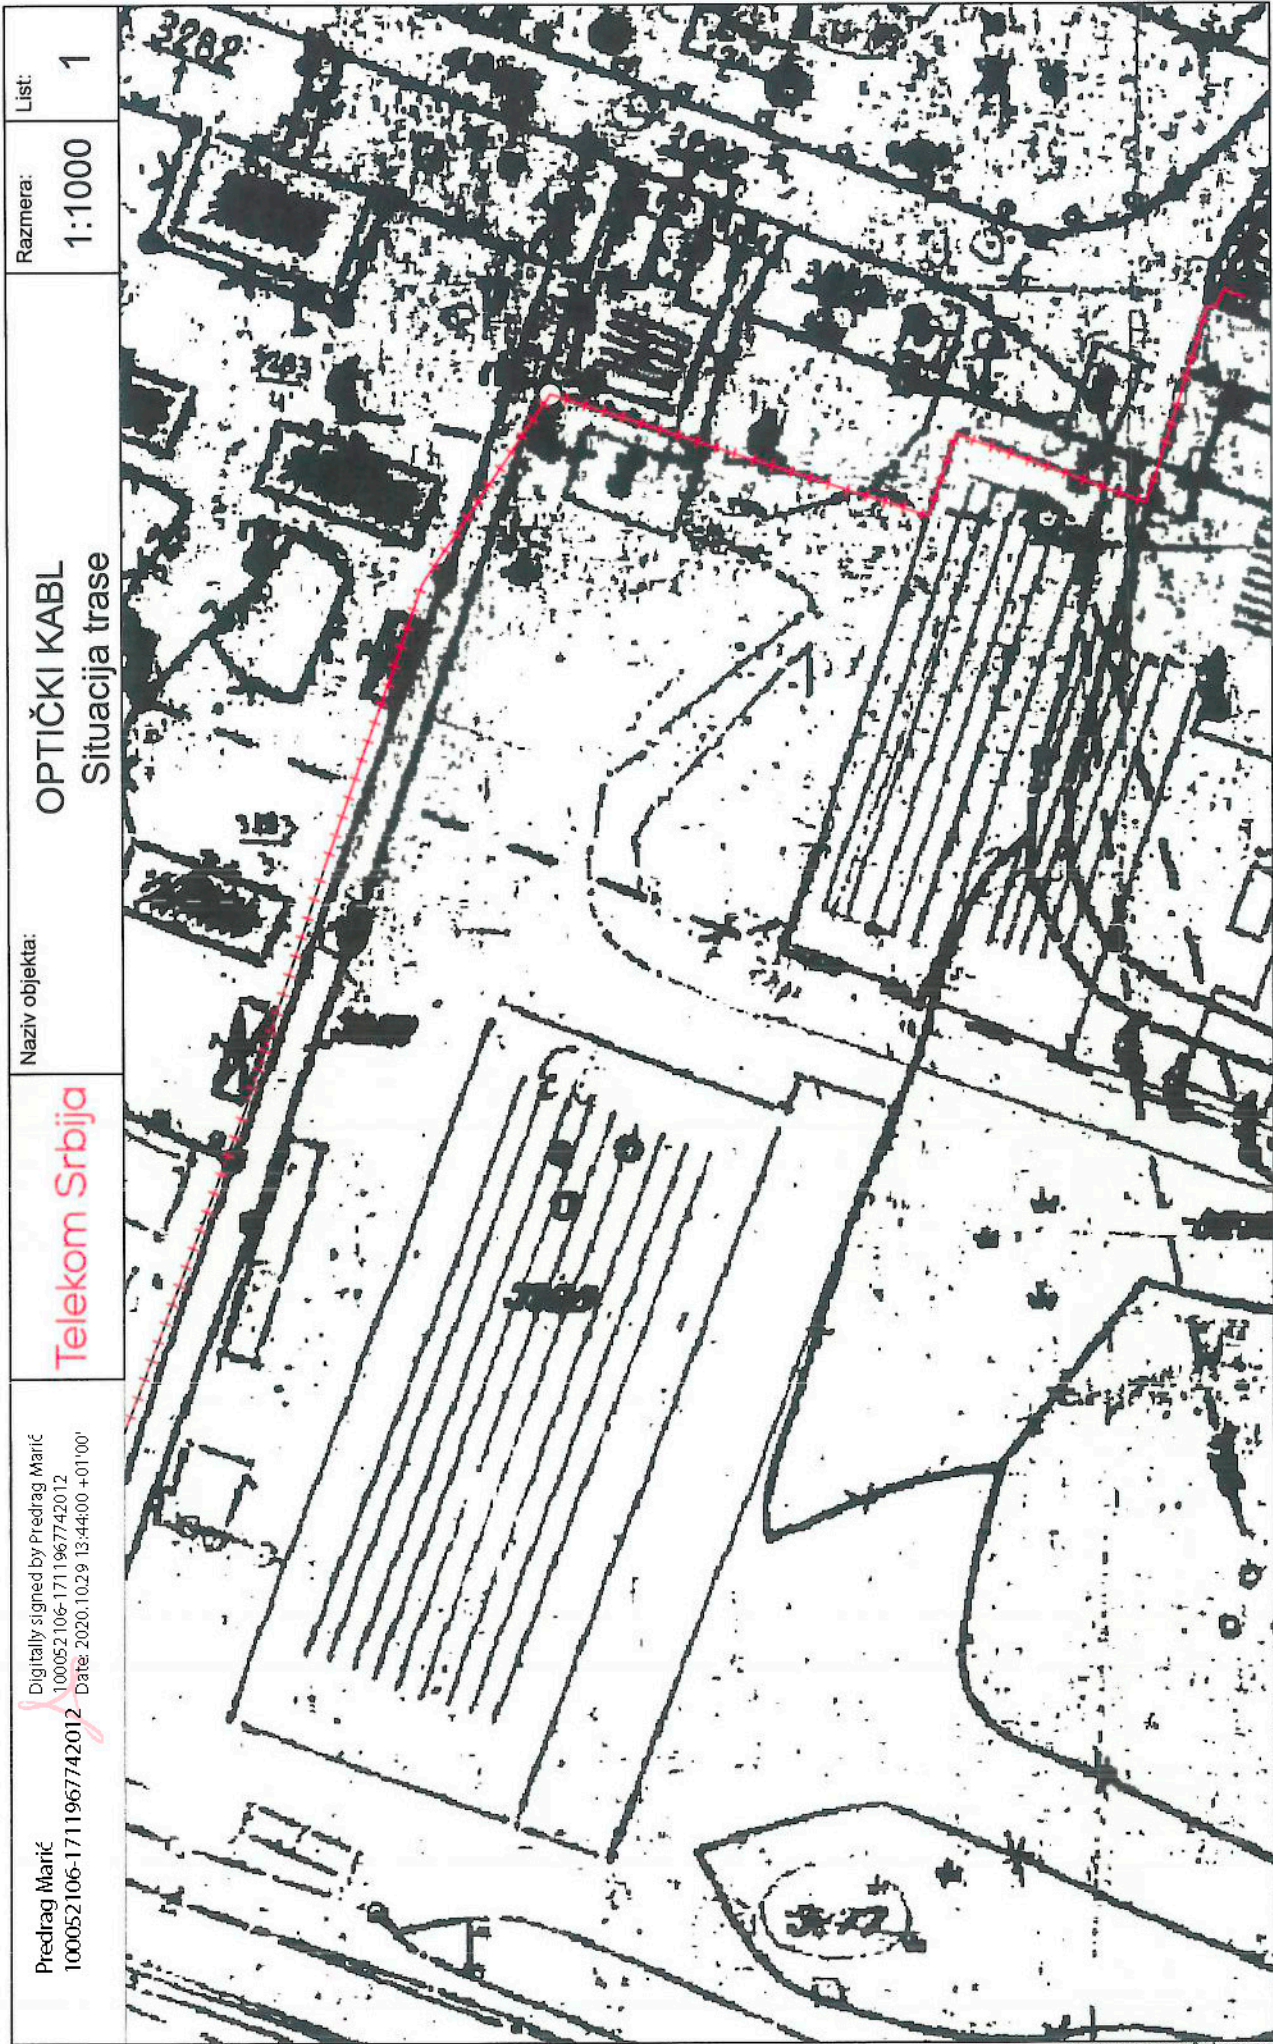 Predrag Marić
100052106-1711967742012
Digitally signed by Predrag Marić
100052106-1711967742012
Date: 2020.10.29 13:44:00 +01'00'
Telekom Srbija
Naziv objekta:
OPTIČKI KABL
Situacija trase
Razmera:
1:1000
List:
1
3282